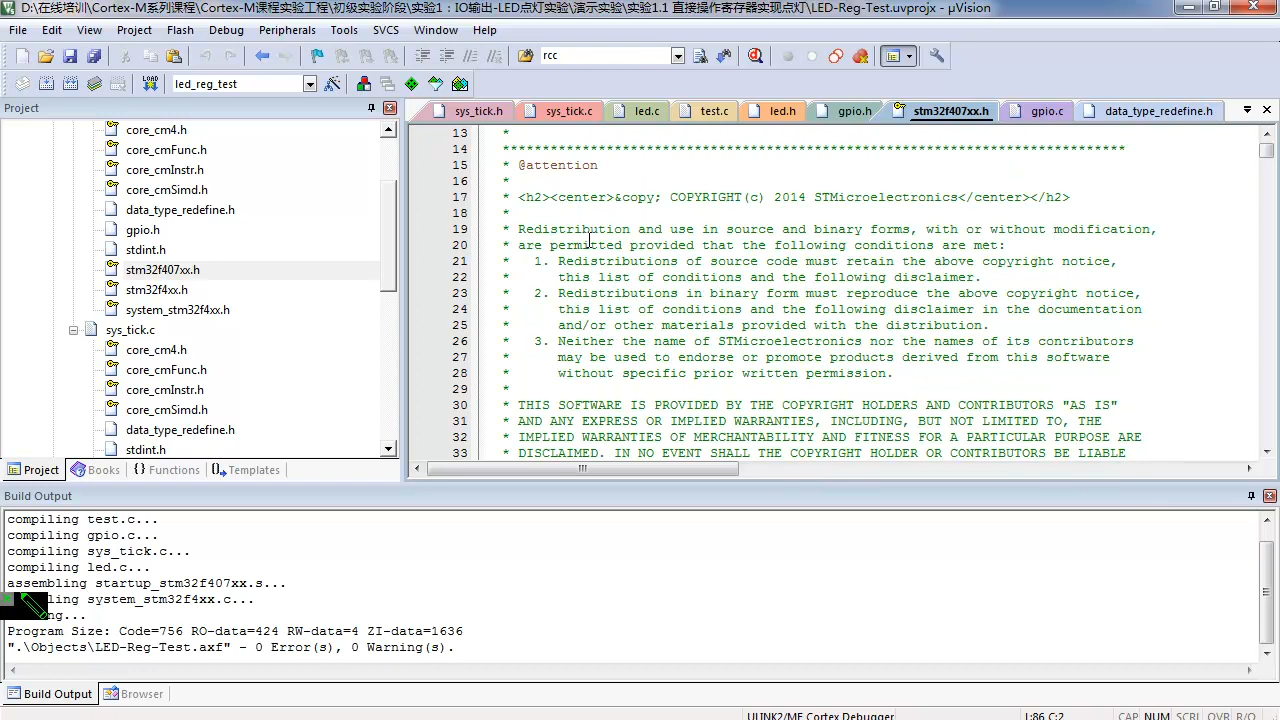 D:\在线培训\Cortex-M系列课程\Cortex-M课程实验工程\初级实验阶段\实验1：IO输出-LED点灯实验\演示实验\实验1.1 直接操作寄存器实现点灯\LED-Reg-Test.uvprojx - µVision
File Edit View Project Flash Debug Peripherals Tools SVCS Window Help
rcc
LOAD led_reg_test
Project
sys_tick.h sys_tick.c led.c test.c led.h gpio.h stm32f407xx.h gpio.c data_type_redefine.h
core_cm4.h
core_cmFunc.h
core_cmInstr.h
core_cmSimd.h
data_type_redefine.h
gpio.h
stdint.h
stm32f407xx.h
stm32f4xx.h
system_stm32f4xx.h
sys_tick.c
core_cm4.h
core_cmFunc.h
core_cmInstr.h
core_cmSimd.h
data_type_redefine.h
stdint.h
Project Books Functions Templates
13 *
14 ******************************************************************************
15 * @attention
16 *
17 * <h2><center>&copy; COPYRIGHT(c) 2014 STMicroelectronics</center></h2>
18 *
19 * Redistribution and use in source and binary forms, with or without modification,
20 * are permitted provided that the following conditions are met:
21 * 1. Redistributions of source code must retain the above copyright notice,
22 * this list of conditions and the following disclaimer.
23 * 2. Redistributions in binary form must reproduce the above copyright notice,
24 * this list of conditions and the following disclaimer in the documentation
25 * and/or other materials provided with the distribution.
26 * 3. Neither the name of STMicroelectronics nor the names of its contributors
27 * may be used to endorse or promote products derived from this software
28 * without specific prior written permission.
29 *
30 * THIS SOFTWARE IS PROVIDED BY THE COPYRIGHT HOLDERS AND CONTRIBUTORS "AS IS"
31 * AND ANY EXPRESS OR IMPLIED WARRANTIES, INCLUDING, BUT NOT LIMITED TO, THE
32 * IMPLIED WARRANTIES OF MERCHANTABILITY AND FITNESS FOR A PARTICULAR PURPOSE ARE
33 * DISCLAIMED. IN NO EVENT SHALL THE COPYRIGHT HOLDER OR CONTRIBUTORS BE LIABLE
Build Output
compiling test.c...
compiling gpio.c...
compiling sys_tick.c...
compiling led.c...
assembling startup_stm32f407xx.s...
ling system_stm32f4xx.c...
ng...
Program Size: Code=756 RO-data=424 RW-data=4 ZI-data=1636
".\Objects\LED-Reg-Test.axf" - 0 Error(s), 0 Warning(s).
Build Output Browser
ULINK2/ME Cortex Debugger L:86 C:2 CAP NUM SCRL OVR R/O